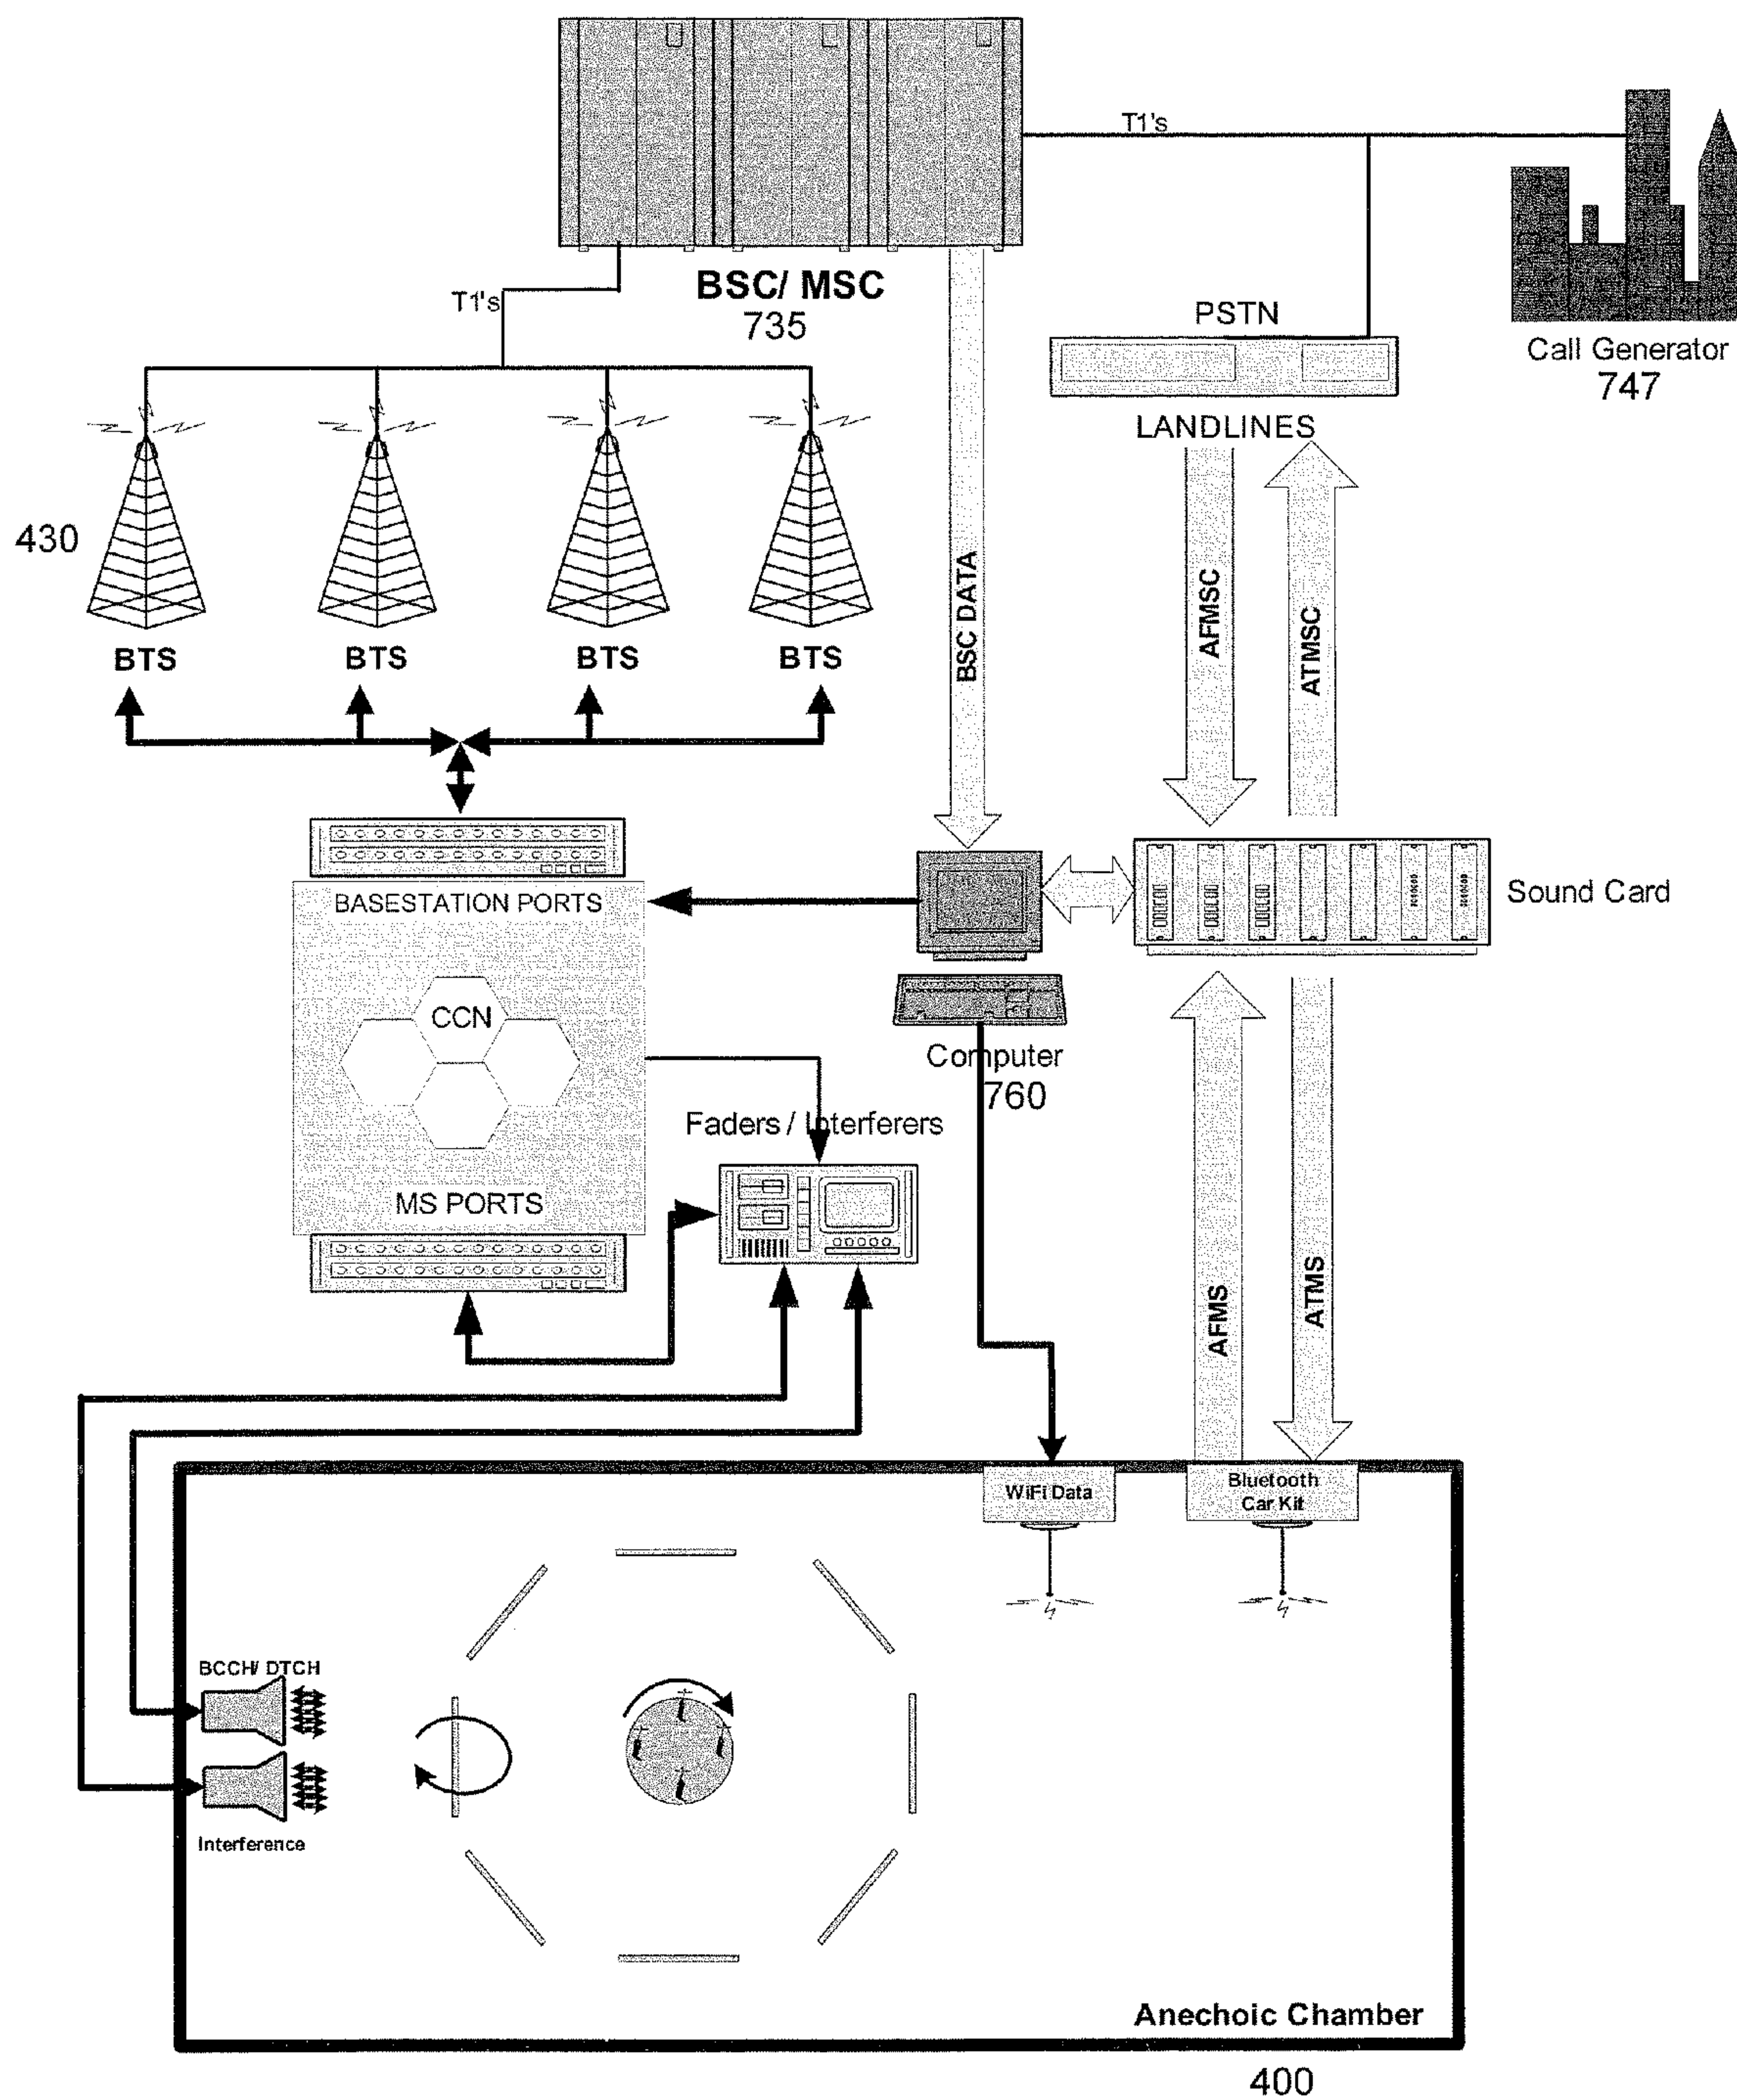 T1's
BSC/ MSC
735
T1's
PSTN
Call Generator
747
LANDLINES
430
BTS
BTS
BTS
BTS
BSC DATA
AFMSC
ATMSC
BASESTATION PORTS
Sound Card
CCN
Computer
760
Faders / Interferers
MS PORTS
AFMS
ATMS
WiFi Data
Bluetooth
Car Kit
BCCH/ DTCH
Interference
Anechoic Chamber
400